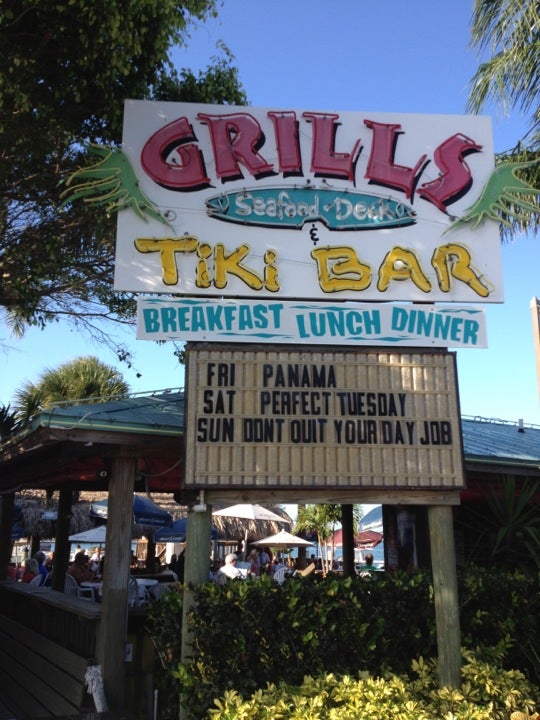 GRILLS
Seafood Deck
&
TiKi BAR
BREAKFAST LUNCH DINNER
FRI PANAMA
SAT PERFECT TUESDAY
SUN DONT QUIT YOUR DAY JOB